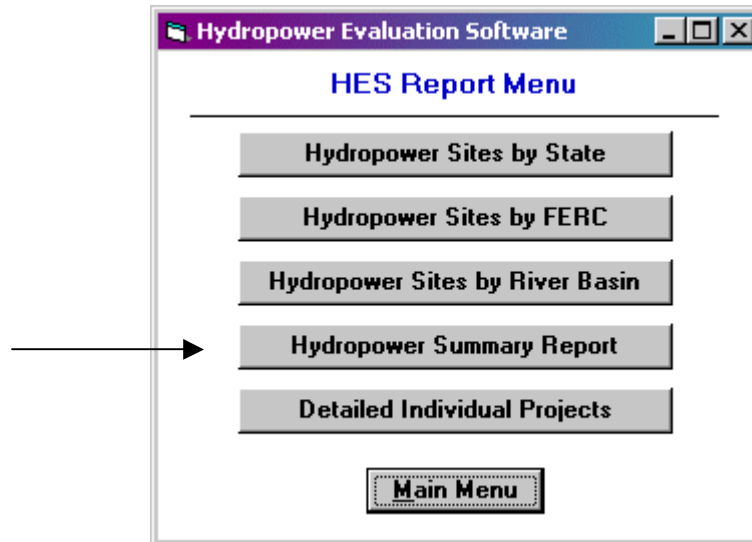 Hydropower Evaluation Software
HES Report Menu
Hydropower Sites by State
Hydropower Sites by FERC
Hydropower Sites by River Basin
Hydropower Summary Report
Detailed Individual Projects
Main Menu